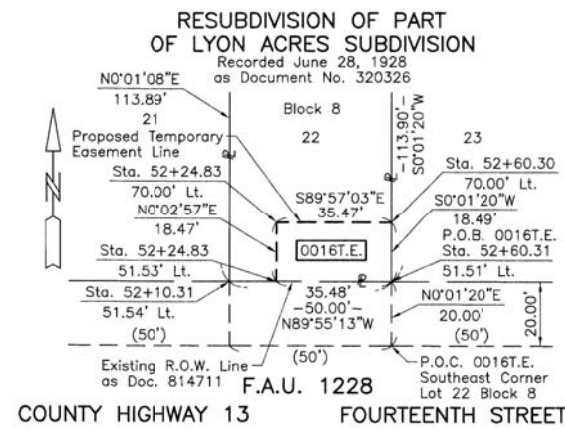 RESUBDIVISION OF PART
OF LYON ACRES SUBDIVISION
Recorded June 28, 1928
as Document No. 320326
N0°01'08"E
113.89'
Block 8
21
22
23
-113.90'-
S0°01'20"W
Proposed Temporary
Easement Line
Sta. 52+24.83
70.00' Lt.
S89°57'03"E
35.47'
Sta. 52+60.30
70.00' Lt.
N0°02'57"E
18.47'
S0°01'20"W
18.49'
N
0016T.E.
P.O.B. 0016T.E.
Sta. 52+24.83
51.53' Lt.
Sta. 52+60.31
51.51' Lt.
Sta. 52+10.31
51.54' Lt.
35.48'
-50.00'-
N89°55'13"W
N0°01'20"E
20.00'
20.00'
(50')
(50')
(50')
Existing R.O.W. Line
as Doc. 814711
P.O.C. 0016T.E.
Southeast Corner
Lot 22 Block 8
F.A.U. 1228
COUNTY HIGHWAY 13
FOURTEENTH STREET